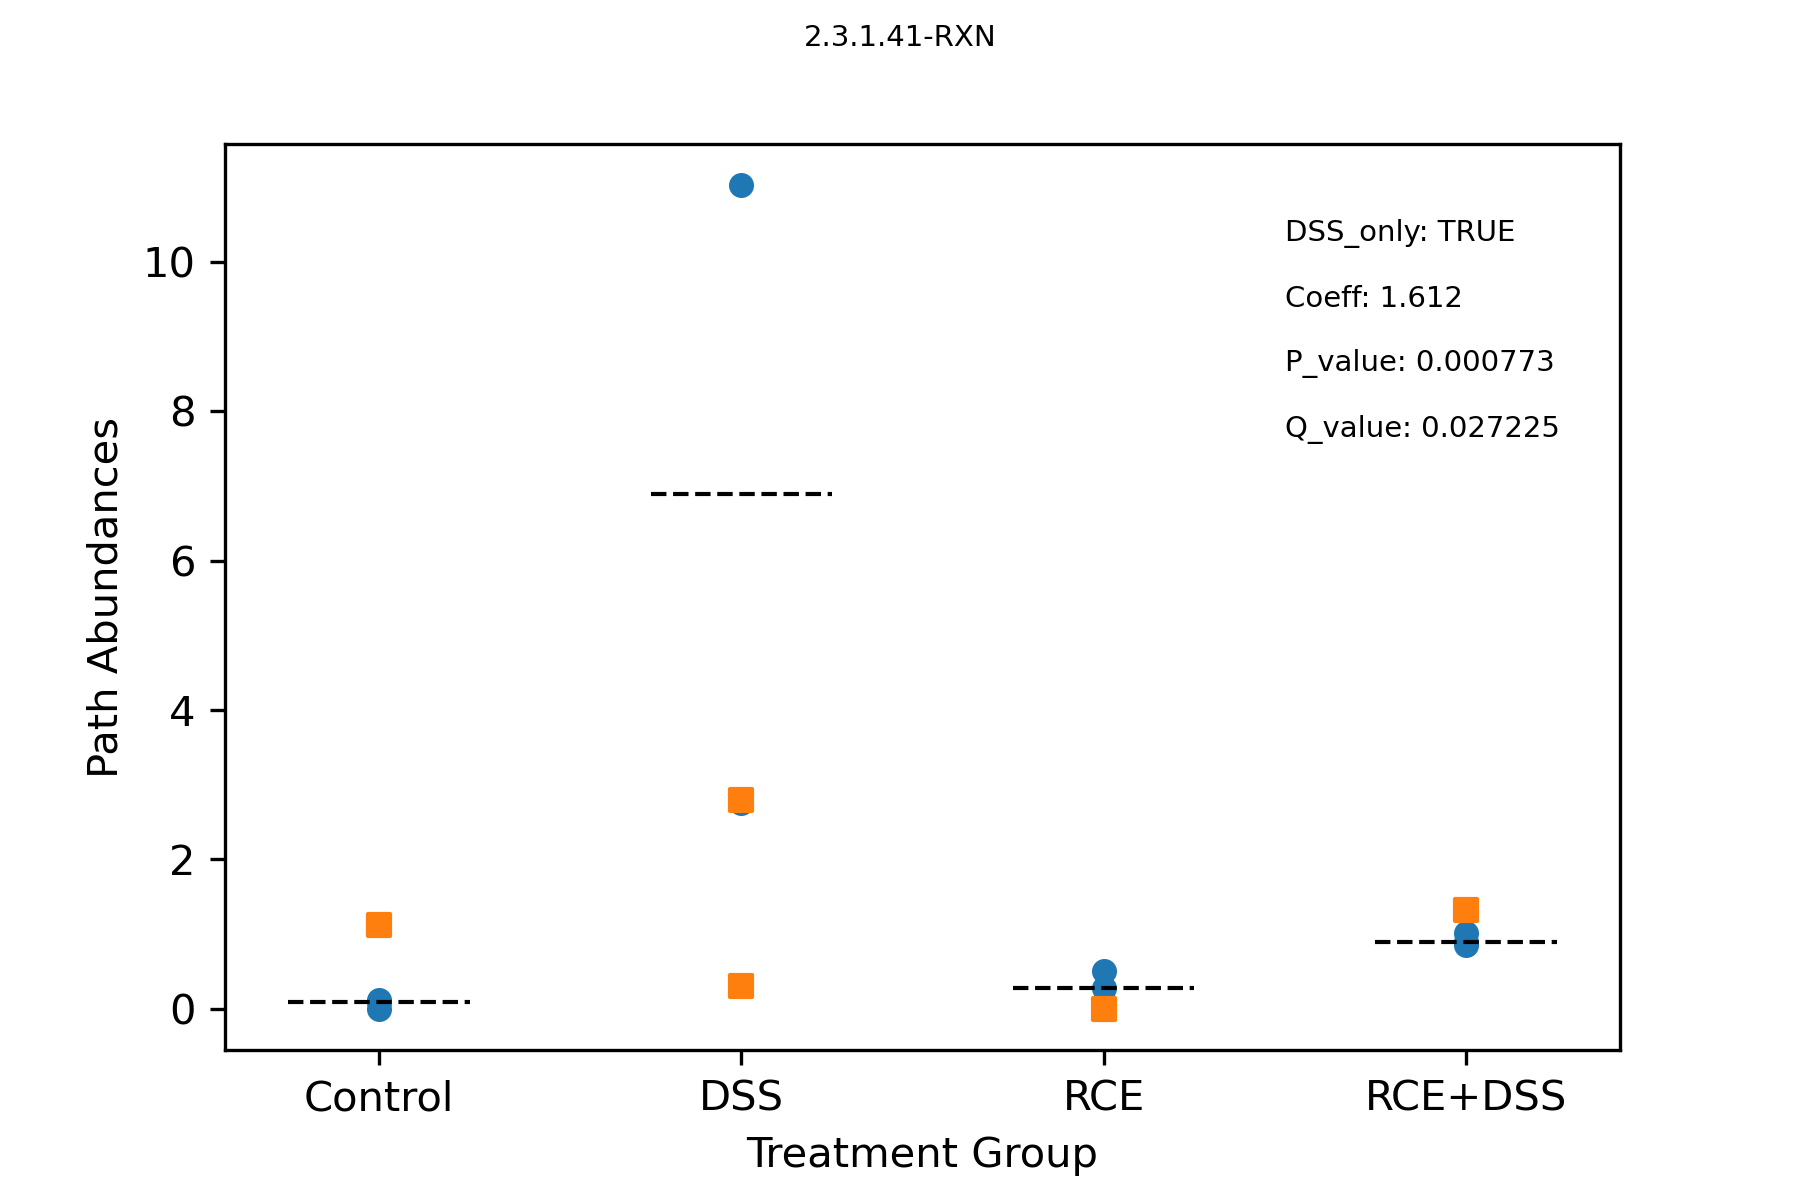 2.3.1.41-RXN
DSS_only: TRUE
Coeff: 1.612
P_value: 0.000773
Q_value: 0.027225
Path Abundances
10
8
6
4
2
0
Control DSS RCE RCE+DSS
Treatment Group